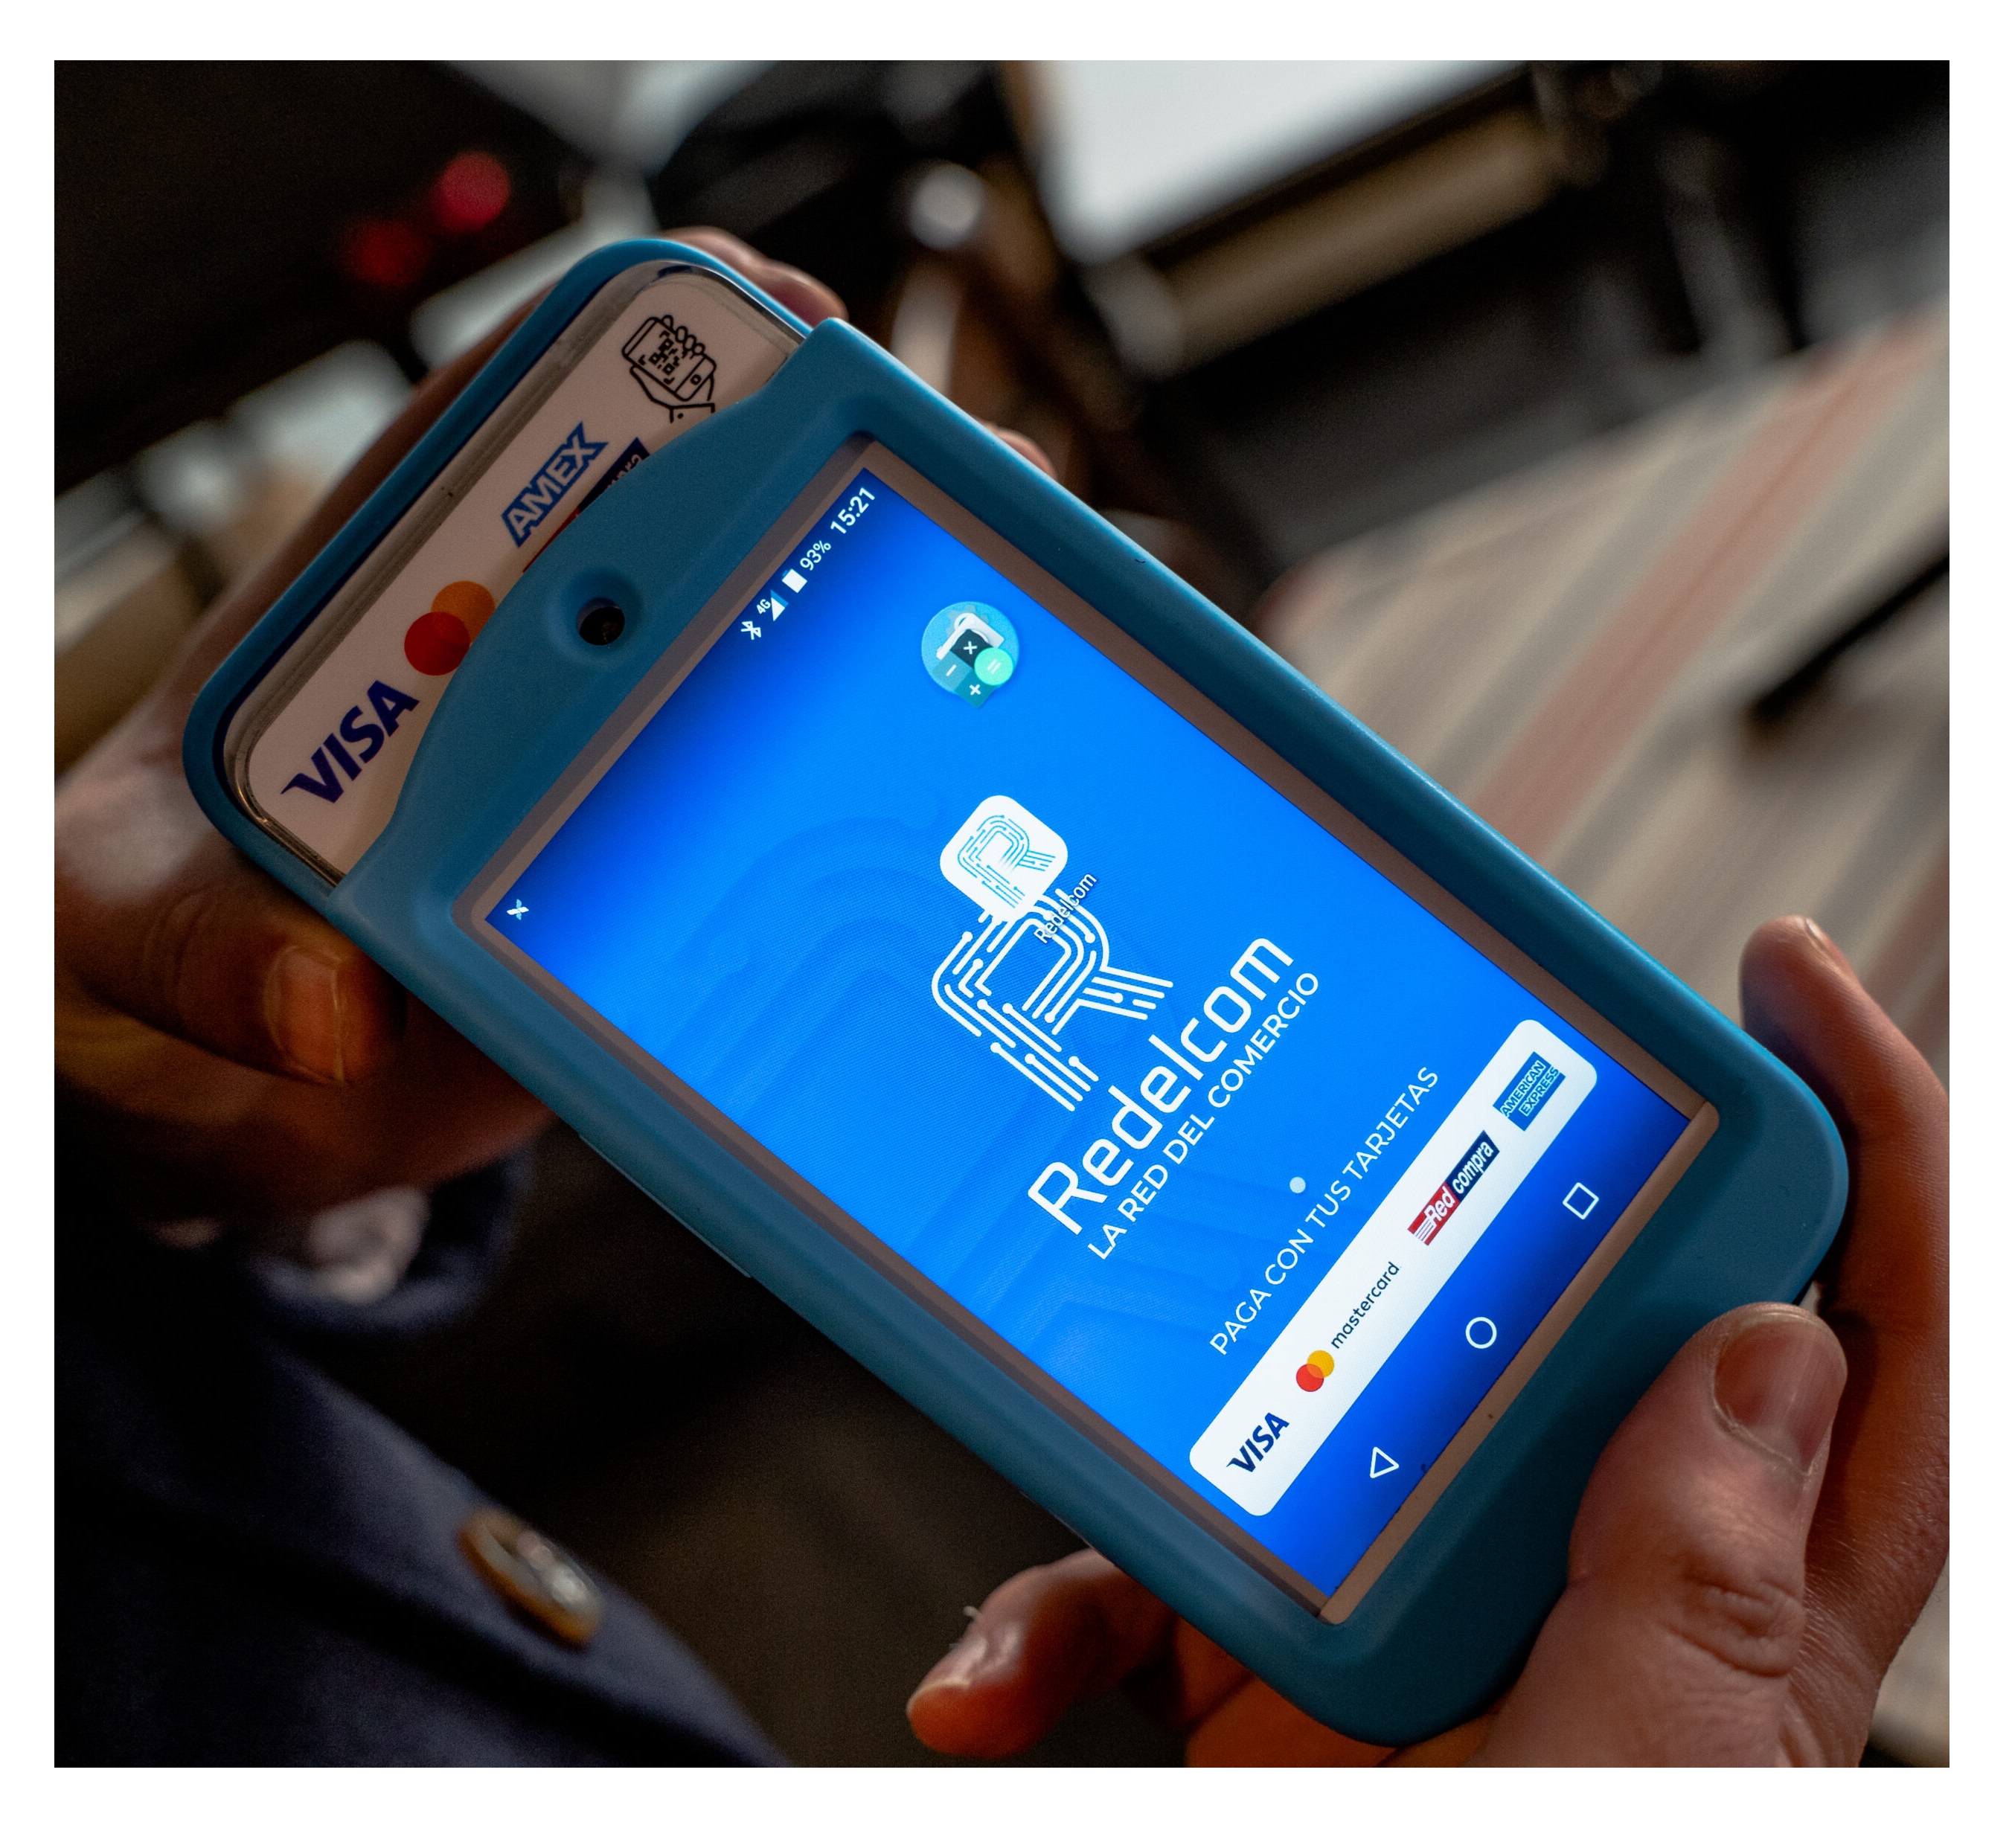 VISA
AMEX
4G 93% 15:21
Redelcom
R
Redelcom
LA RED DEL COMERCIO
PAGA CON TUS TARJETAS
VISA mastercard Red compra AMERICAN EXPRESS